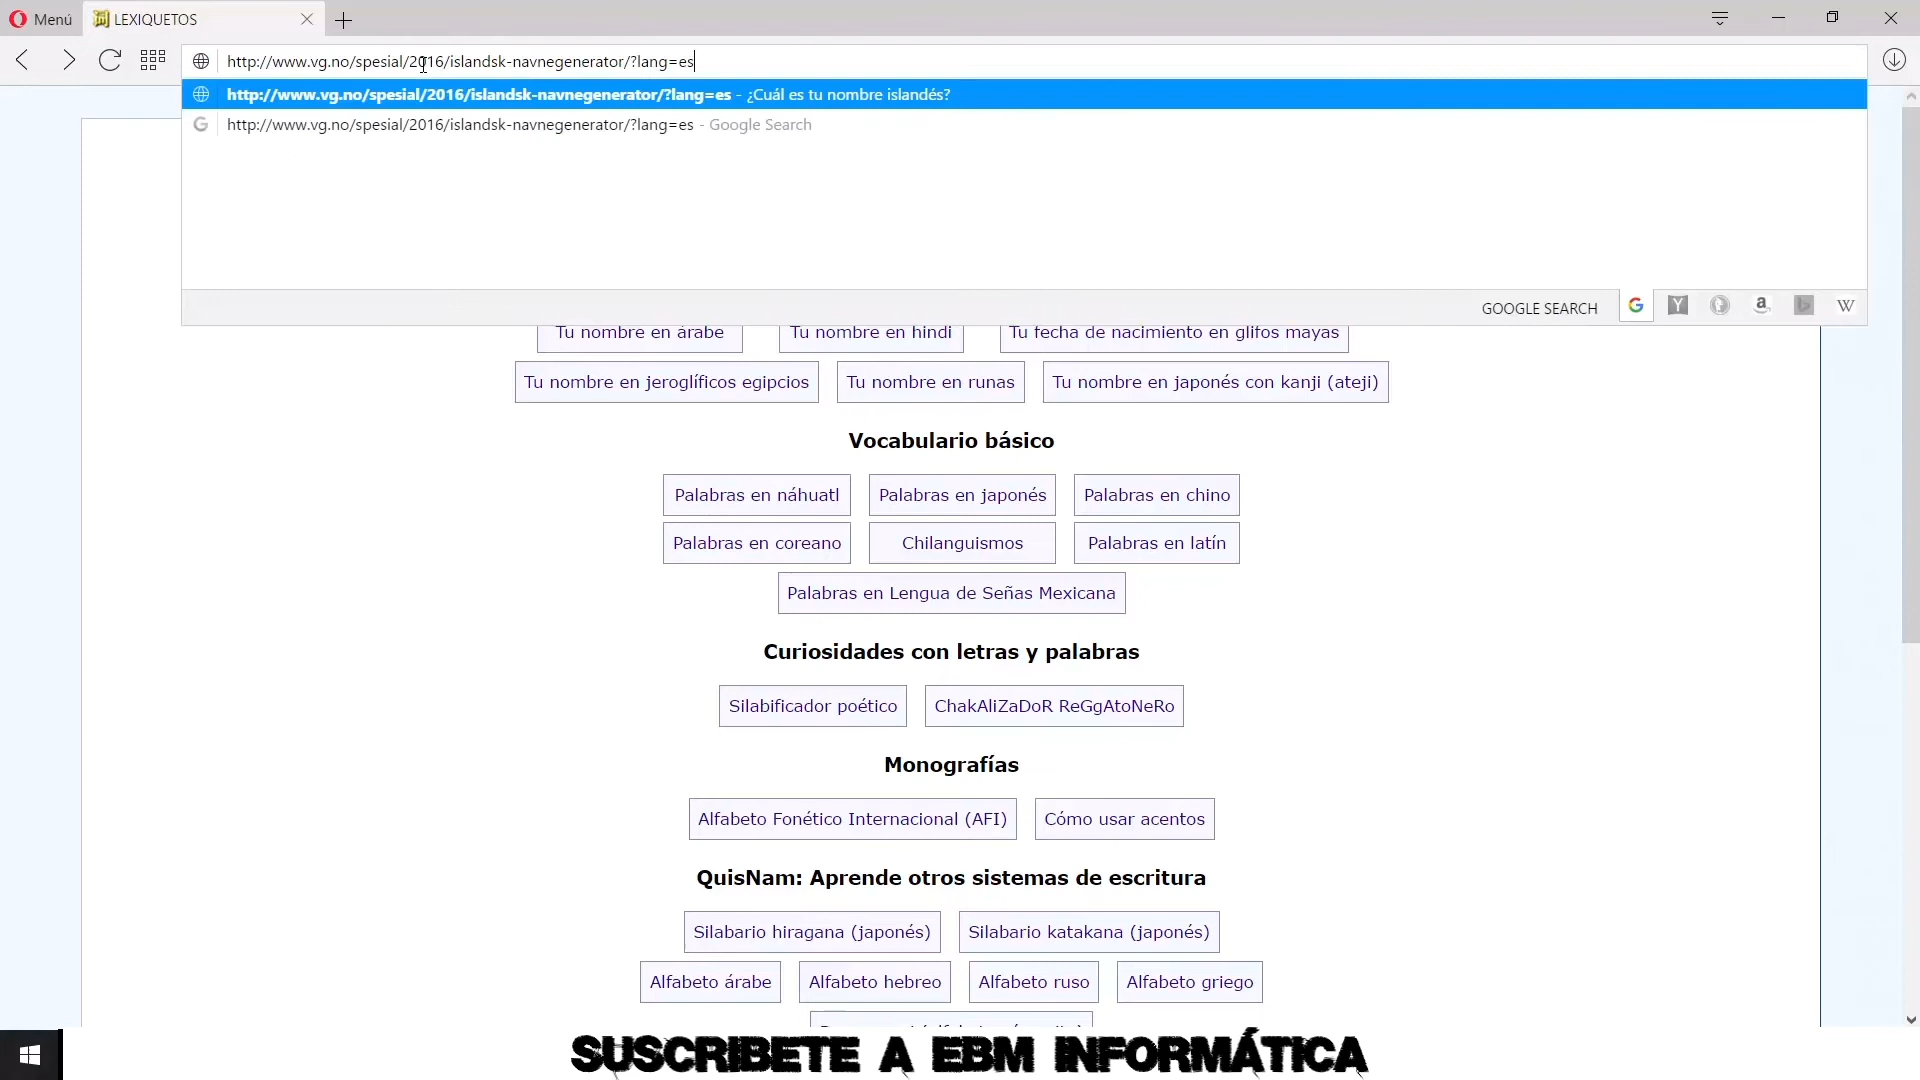 Menú
LEXIQUETOS
http://www.vg.no/spesial/2016/islandsk-navnegenerator/?lang=es
http://www.vg.no/spesial/2016/islandsk-navnegenerator/?lang=es - ¿Cuál es tu nombre islandés?
http://www.vg.no/spesial/2016/islandsk-navnegenerator/?lang=es - Google Search
GOOGLE SEARCH
Tu nombre en árabe Tu nombre en hindi Tu fecha de nacimiento en glifos mayas
Tu nombre en jeroglíficos egipcios Tu nombre en runas Tu nombre en japonés con kanji (ateji)
Vocabulario básico
Palabras en náhuatl Palabras en japonés Palabras en chino
Palabras en coreano Chilanguismos Palabras en latín
Palabras en Lengua de Señas Mexicana
Curiosidades con letras y palabras
Silabificador poético ChakAliZaDoR ReGgAtoNeRo
Monografías
Alfabeto Fonético Internacional (AFI) Cómo usar acentos
QuisNam: Aprende otros sistemas de escritura
Silabario hiragana (japonés) Silabario katakana (japonés)
Alfabeto árabe Alfabeto hebreo Alfabeto ruso Alfabeto griego
SUSCRIBETE A EBM INFORMÁTICA